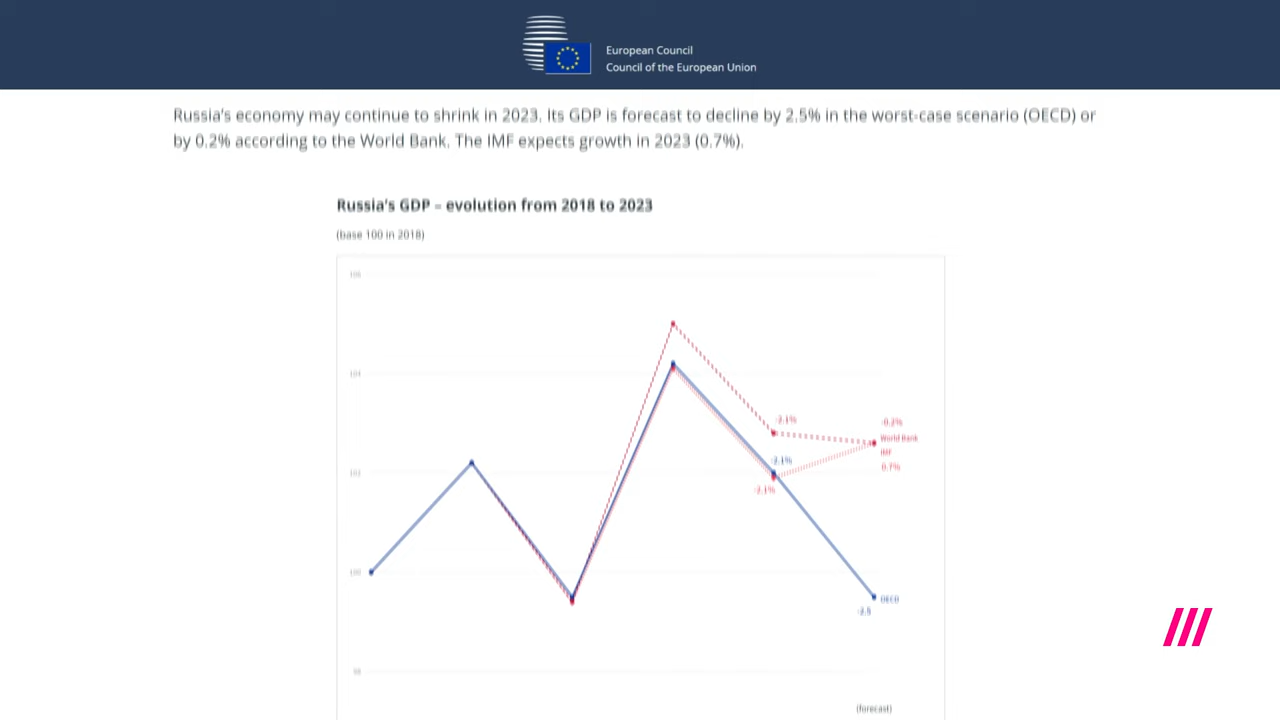 European Council
Council of the European Union
Russia's economy may continue to shrink in 2023. Its GDP is forecast to decline by 2.5% in the worst-case scenario (OECD) or
by 0.2% according to the World Bank. The IMF expects growth in 2023 (0.7%).
Russia's GDP – evolution from 2018 to 2023
(base 100 in 2018)
106
104
102
100
98
-2.1%
-2.1%
-2.1%
-0.2%
World Bank
IMF
0.7%
OECD
-2.5
(forecast)